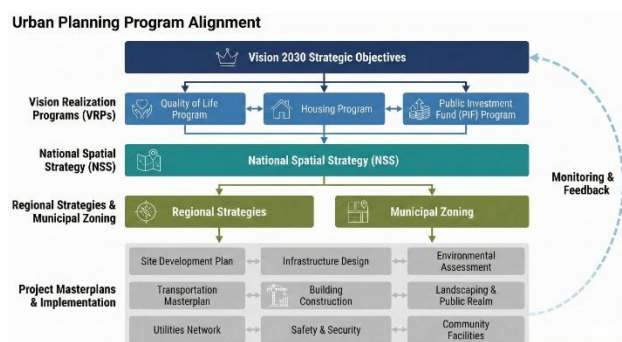 Urban Planning Program Alignment
Vision 2030 Strategic Objectives
Vision Realization
Programs (VRPs)
Quality of Life
Program
Housing Program
Public Investment
Fund (PIF) Program
National Spatial
Strategy (NSS)
National Spatial Strategy (NSS)
Monitoring &
Feedback
Regional Strategies &
Municipal Zoning
Regional Strategies
Municipal Zoning
Project Masterplans
& Implementation
Site Development Plan
Infrastructure Design
Environmental
Assessment
Transportation
Masterplan
Building
Construction
Landscaping &
Public Realm
Utilities Network
Safety & Security
Community
Facilities